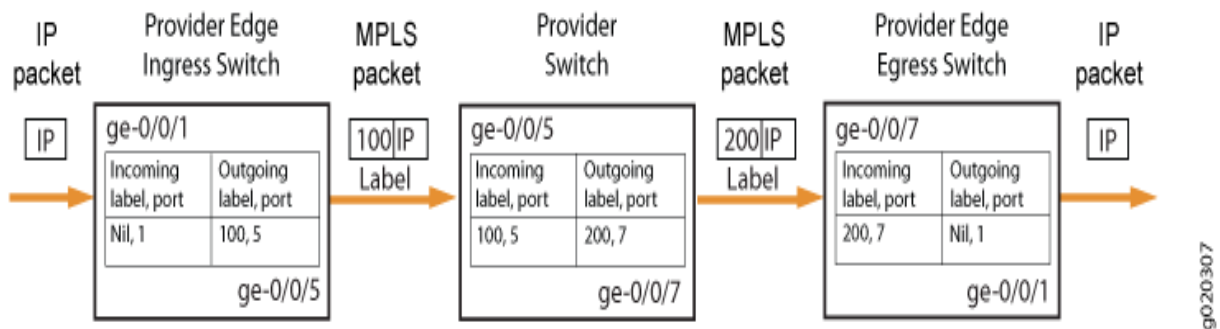 IP
packet
Provider Edge
Ingress Switch
MPLS
packet
Provider
Switch
MPLS
packet
Provider Edge
Egress Switch
IP
packet
IP
ge-0/0/1
Incoming
label, port
Outgoing
label, port
Nil, 1
100, 5
ge-0/0/5
100 IP
Label
ge-0/0/5
Incoming
label, port
Outgoing
label, port
100, 5
200, 7
ge-0/0/7
200 IP
Label
ge-0/0/7
Incoming
label, port
Outgoing
label, port
200, 7
Nil, 1
ge-0/0/1
IP
g020307